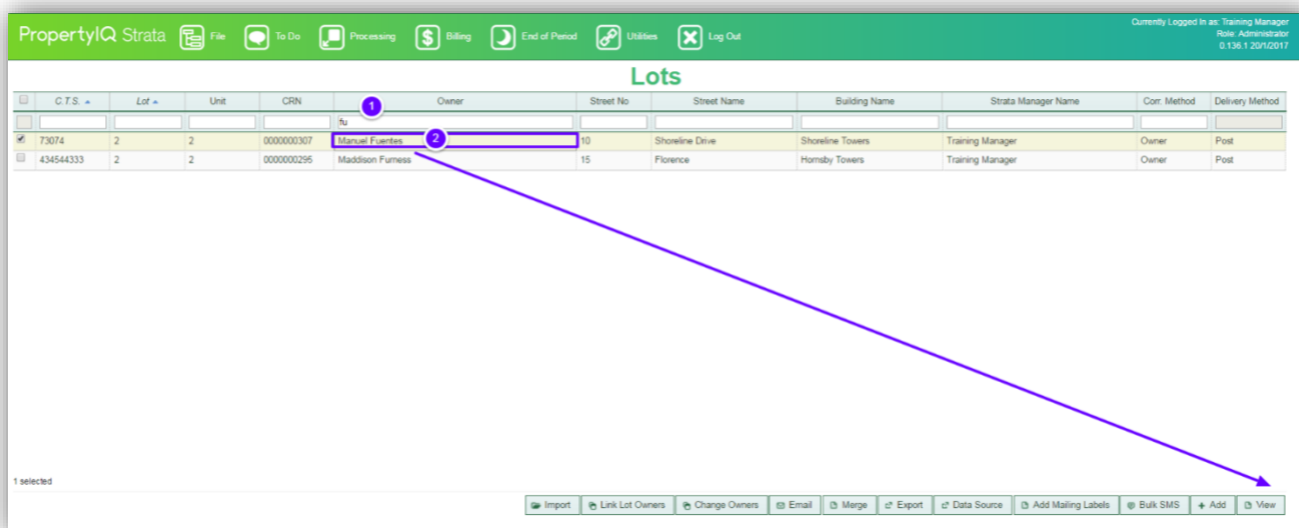 PropertyIQ Strata File To Do Processing Billing End of Period Utilities Log Out
Currently Logged In as: Training Manager
Role: Administrator
0.136.1 20/1/2017
Lots
C.T.S. Lot Unit CRN Owner Street No Street Name Building Name Strata Manager Name Corr. Method Delivery Method
1
fu
2
73074 2 2 0000000307 Manuel Fuentes 10 Shoreline Drive Shoreline Towers Training Manager Owner Post
434544333 2 2 0000000295 Maddison Furness 15 Florence Hornsby Towers Training Manager Owner Post
1 selected
Import Link Lot Owners Change Owners Email Merge Export Data Source Add Mailing Labels Bulk SMS + Add View